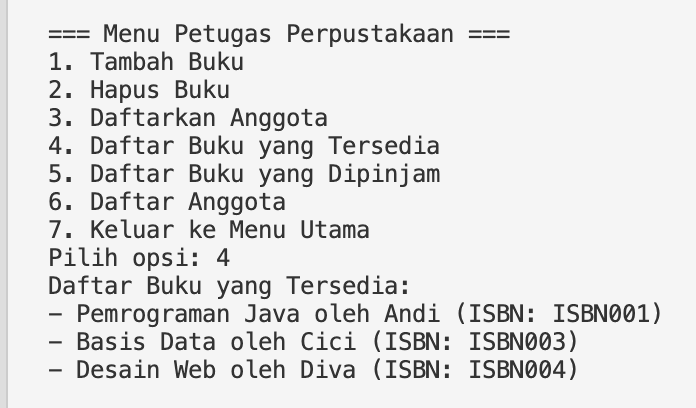 === Menu Petugas Perpustakaan ===
1. Tambah Buku
2. Hapus Buku
3. Daftarkan Anggota
4. Daftar Buku yang Tersedia
5. Daftar Buku yang Dipinjam
6. Daftar Anggota
7. Keluar ke Menu Utama
Pilih opsi: 4
Daftar Buku yang Tersedia:
- Pemrograman Java oleh Andi (ISBN: ISBN001)
- Basis Data oleh Cici (ISBN: ISBN003)
- Desain Web oleh Diva (ISBN: ISBN004)